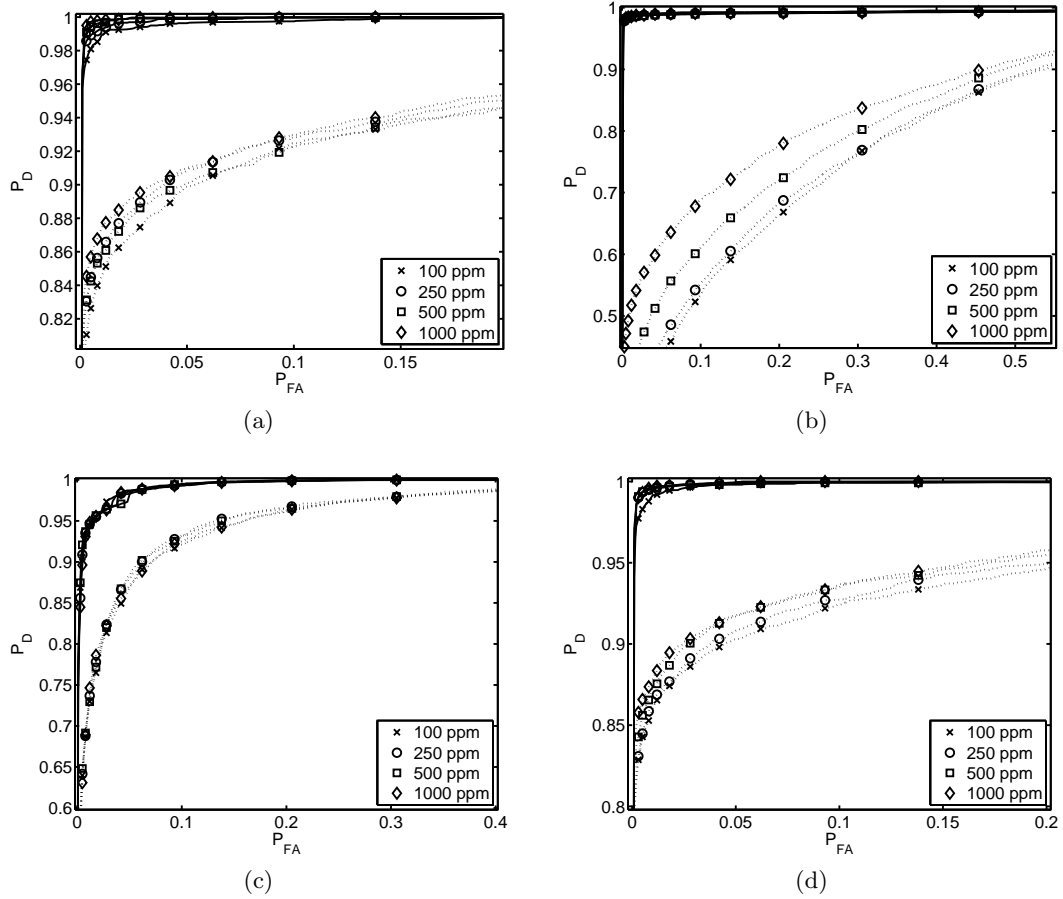 1
0.98
0.96
0.94
0.92
0.9
0.88
0.86
0.84
0.82
P_D
0
0.05
0.1
0.15
P_FA
100 ppm
250 ppm
500 ppm
1000 ppm
(a)
1
0.9
0.8
0.7
0.6
0.5
P_D
0
0.1
0.2
0.3
0.4
0.5
P_FA
100 ppm
250 ppm
500 ppm
1000 ppm
(b)
1
0.95
0.9
0.85
0.8
0.75
0.7
0.65
0.6
P_D
0
0.1
0.2
0.3
0.4
P_FA
100 ppm
250 ppm
500 ppm
1000 ppm
(c)
1
0.95
0.9
0.85
0.8
P_D
0
0.05
0.1
0.15
0.2
P_FA
100 ppm
250 ppm
500 ppm
1000 ppm
(d)